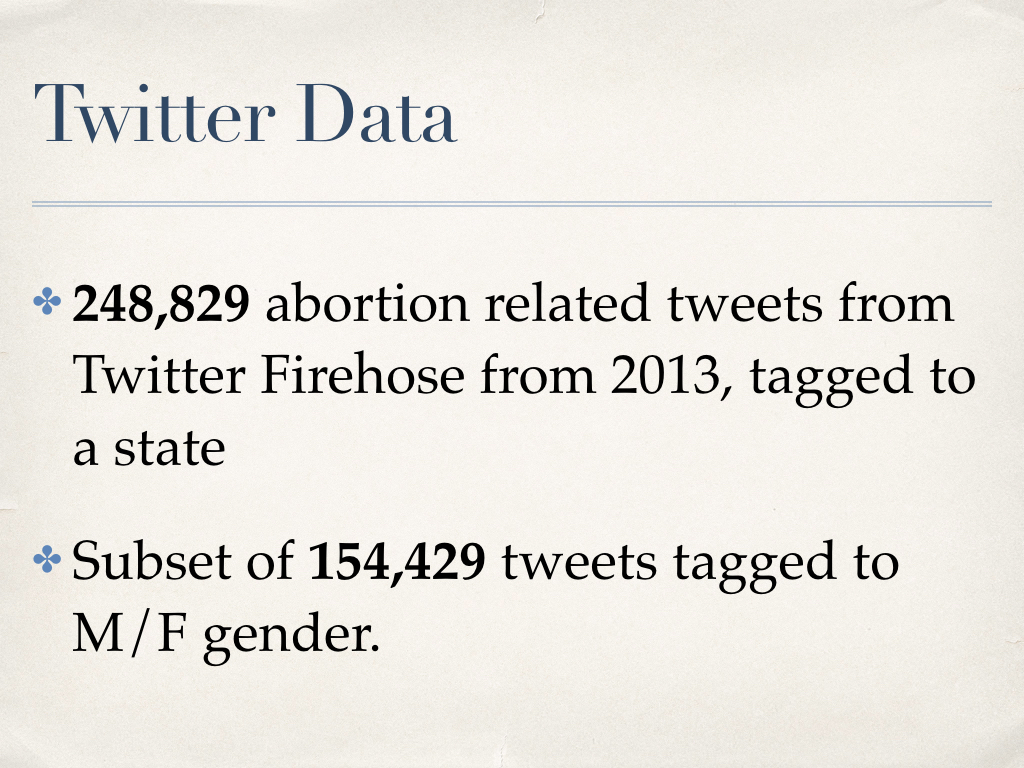 Twitter Data
248,829 abortion related tweets from
Twitter Firehose from 2013, tagged to
a state
Subset of 154,429 tweets tagged to
M/F gender.